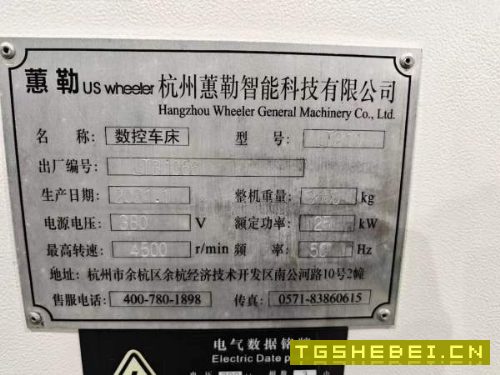 蕙勒 US wheeler 杭州蕙勒智能科技有限公司
Hangzhou Wheeler General Machinery Co., Ltd.
名 称: 数控车床 型 号:
出厂编号:
生产日期: 整机重量: kg
电源电压: 380 V 额定功率: kW
最高转速: 4500 r/min 频 率: 50 Hz
地址: 杭州市余杭区余杭经济技术开发区南公河路10号2幢
售服电话: 400-780-1898 传真: 0571-83860615
电气数据铭牌
Electric Date
TGSHEBEI.CN